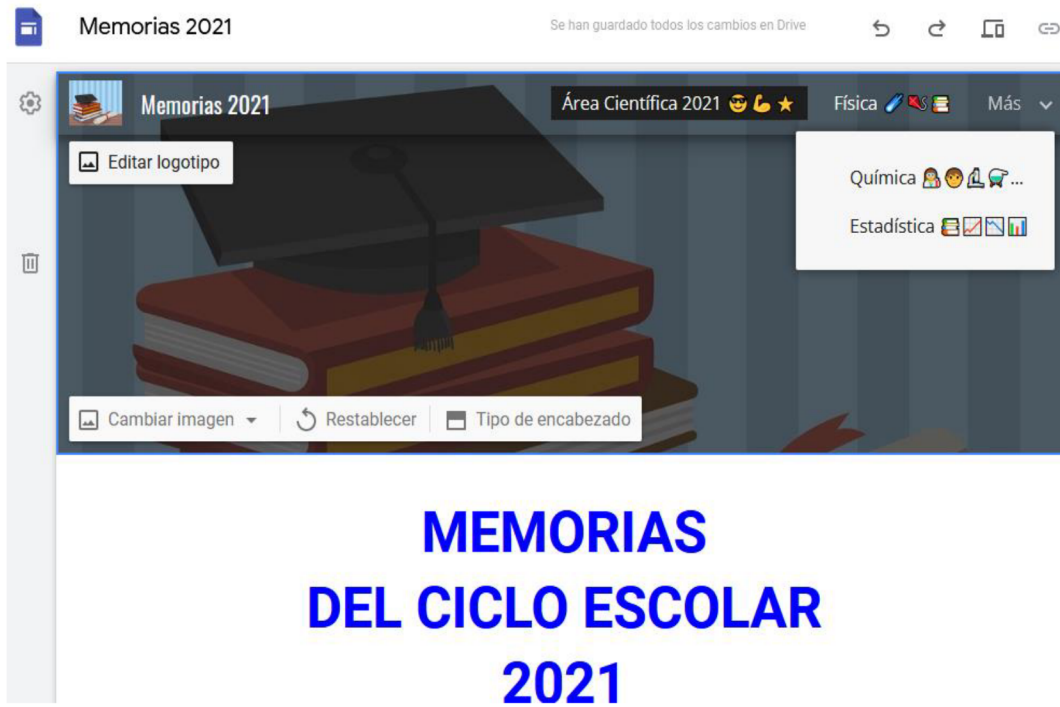 Memorias 2021
Se han guardado todos los cambios en Drive
Memorias 2021
Área Científica 2021 😎💪★
Física 🧪🧤📚
Más
Editar logotipo
Química 👩‍🔬🧑🔬⚗...
Estadística 📚📈📉📊
Cambiar imagen
Restablecer
Tipo de encabezado
MEMORIAS
DEL CICLO ESCOLAR
2021